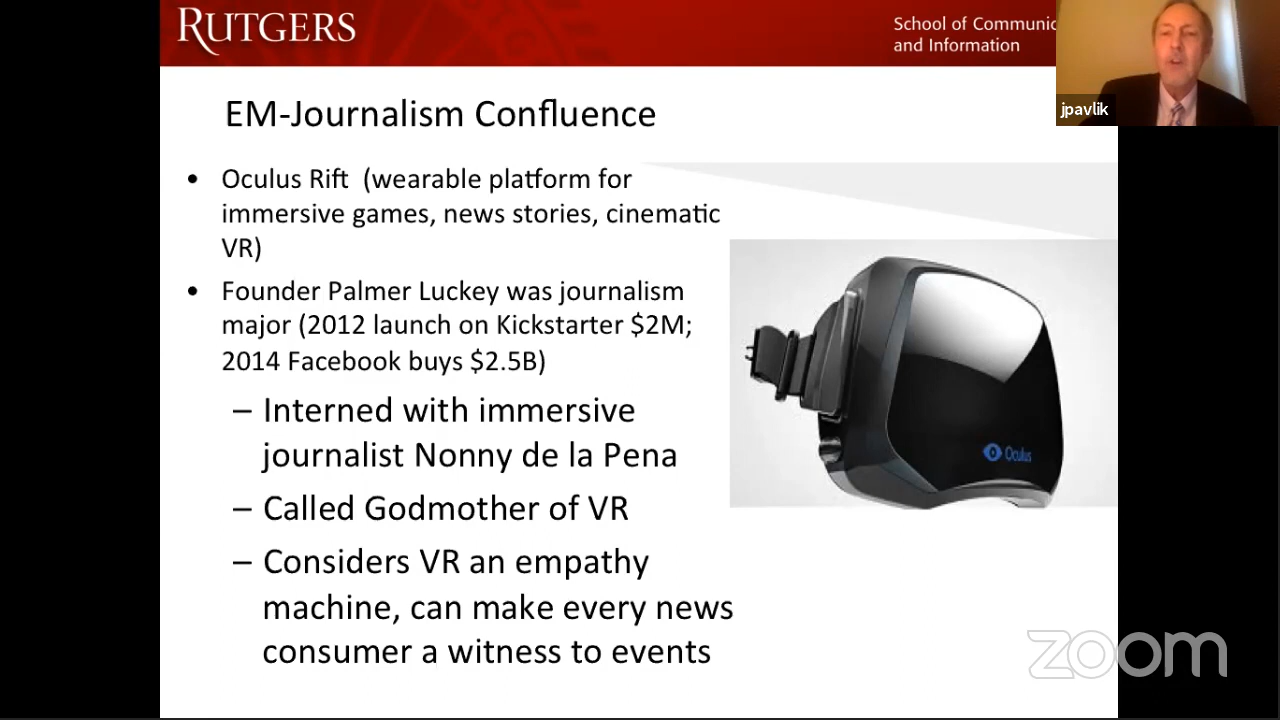 RUTGERS
School of Communic
and Information
jpavlik
EM-Journalism Confluence
• Oculus Rift (wearable platform for
immersive games, news stories, cinematic
VR)
• Founder Palmer Luckey was journalism
major (2012 launch on Kickstarter $2M;
2014 Facebook buys $2.5B)
– Interned with immersive
journalist Nonny de la Pena
– Called Godmother of VR
– Considers VR an empathy
machine, can make every news
consumer a witness to events
Oculus
zoom